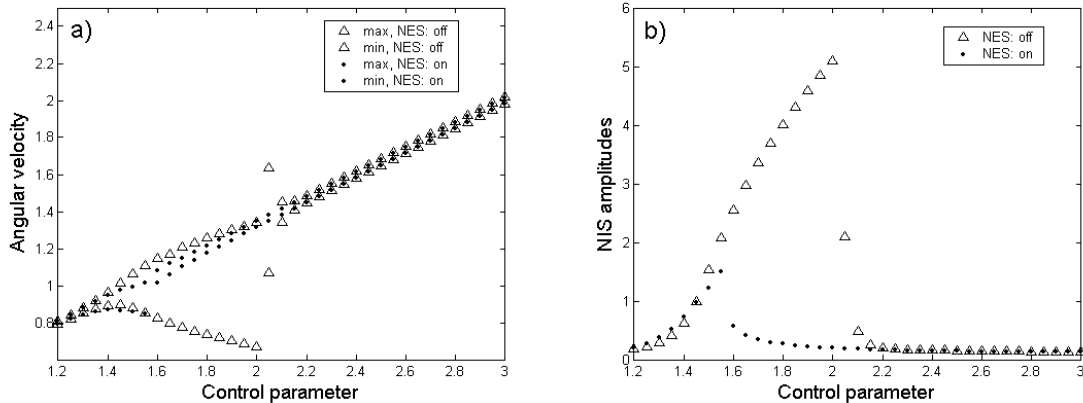 a)
max, NES: off
min, NES: off
max, NES: on
min, NES: on
2.4
2.2
2
1.8
1.6
1.4
1.2
1
0.8
1.2 1.4 1.6 1.8 2 2.2 2.4 2.6 2.8 3
Angular velocity
Control parameter
b)
NES: off
NES: on
6
5
4
3
2
1
0
1.2 1.4 1.6 1.8 2 2.2 2.4 2.6 2.8 3
NIS amplitudes
Control parameter